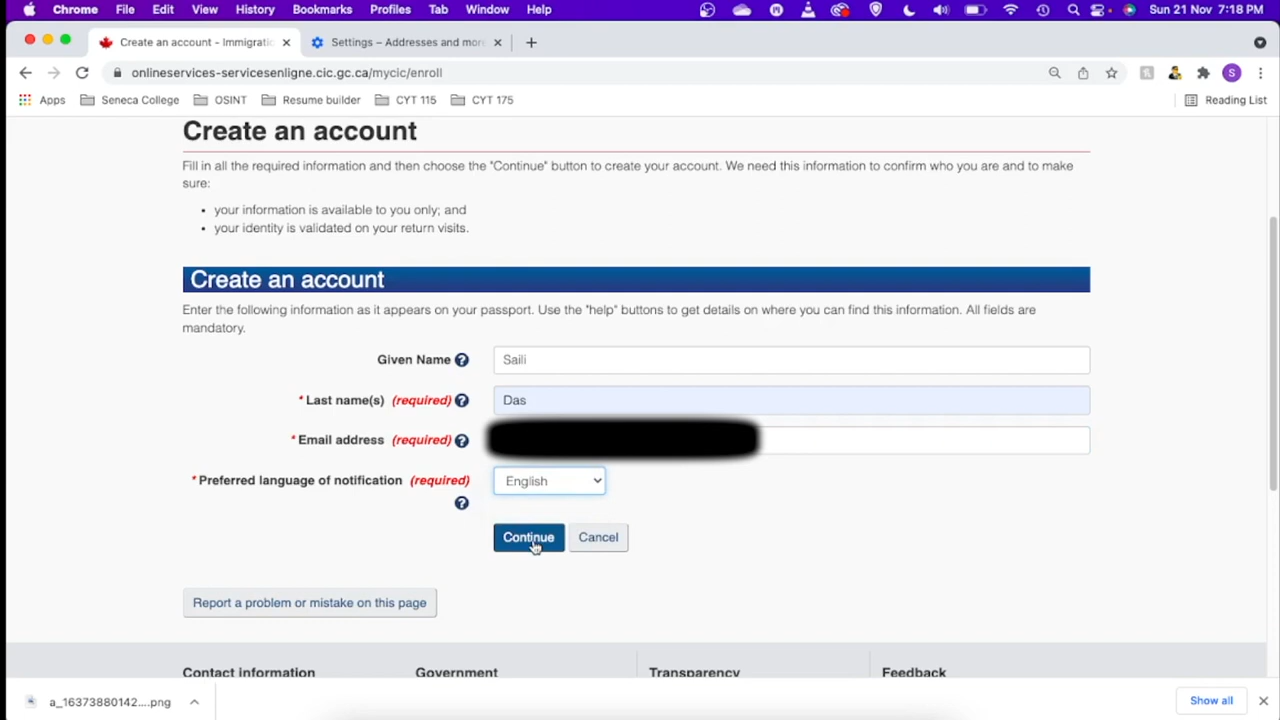 Chrome File Edit View History Bookmarks Profiles Tab Window Help Sun 21 Nov 7:18 PM
Create an account - Immigratio Settings – Addresses and more
onlineservices-servicesenligne.cic.gc.ca/mycic/enroll S
Apps Seneca College OSINT Resume builder CYT 115 CYT 175 Reading List
Create an account
Fill in all the required information and then choose the "Continue" button to create your account. We need this information to confirm who you are and to make
sure:
• your information is available to you only; and
• your identity is validated on your return visits.
Create an account
Enter the following information as it appears on your passport. Use the "help" buttons to get details on where you can find this information. All fields are
mandatory.
Given Name ? Saili
* Last name(s) (required) ? Das
* Email address (required) ?
* Preferred language of notification (required) English
?
Continue Cancel
Report a problem or mistake on this page
Contact information Government Transparency Feedback
a_16373880142....png Show all